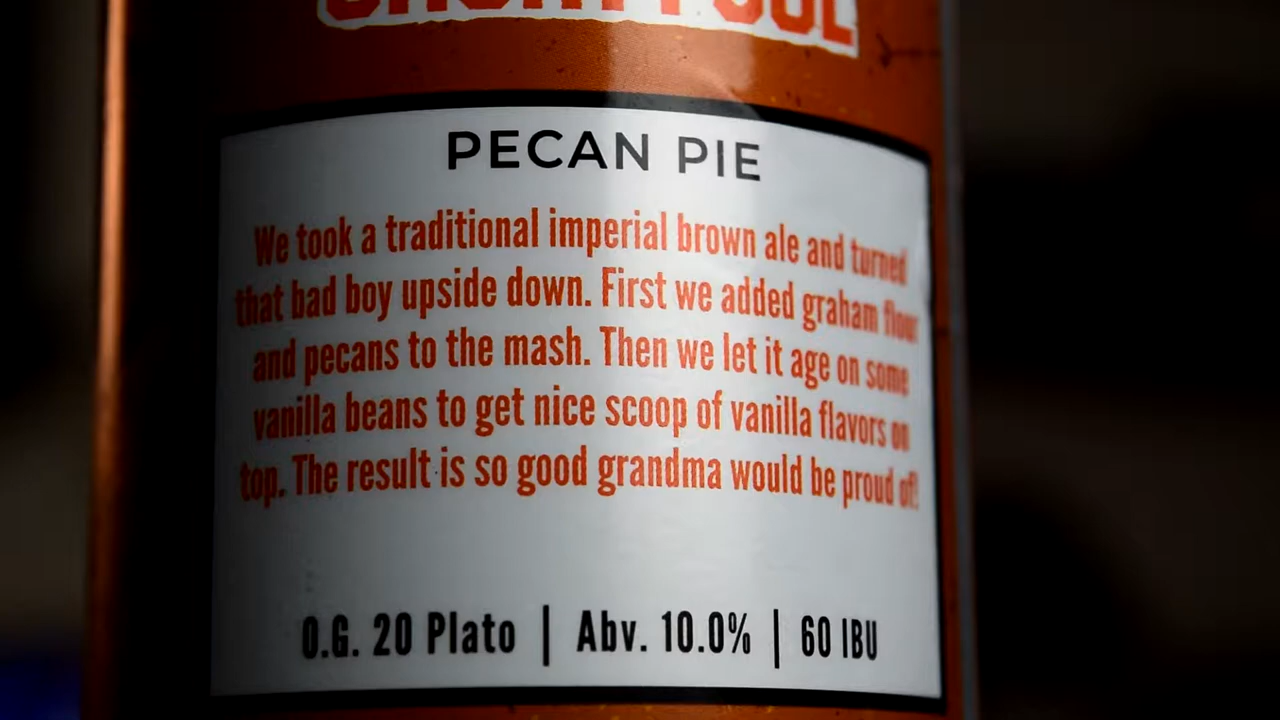 PECAN PIE
We took a traditional imperial brown ale and turned
that bad boy upside down. First we added graham flour
and pecans to the mash. Then we let it age on some
vanilla beans to get nice scoop of vanilla flavors on
top. The result is so good grandma would be proud of!
O.G. 20 Plato | Abv. 10.0% | 60 IBU